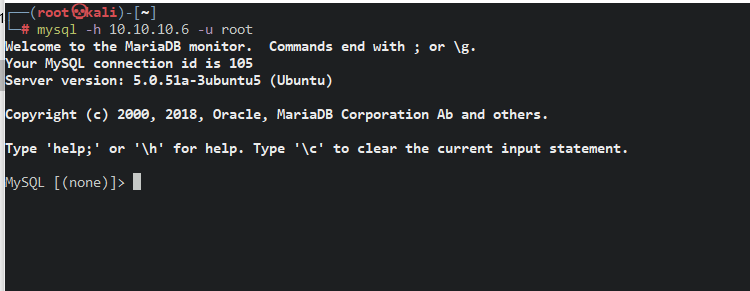 ┌──(root💀kali)-[~]
└─# mysql -h 10.10.10.6 -u root
Welcome to the MariaDB monitor.  Commands end with ; or \g.
Your MySQL connection id is 105
Server version: 5.0.51a-3ubuntu5 (Ubuntu)
Copyright (c) 2000, 2018, Oracle, MariaDB Corporation Ab and others.
Type 'help;' or '\h' for help. Type '\c' to clear the current input statement.
MySQL [(none)]>